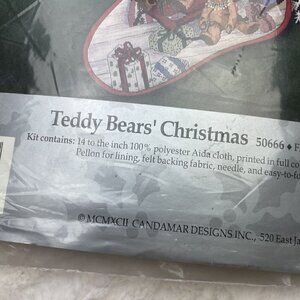 Teddy Bears' Christmas 50666 ♦ F
Kit contains: 14 to the inch 100% polyester Aida cloth, printed in full co
Pellon for lining, felt backing fabric, needle, and easy-to-fo
© MCMXCII CANDAMAR DESIGNS INC., 520 East Ja